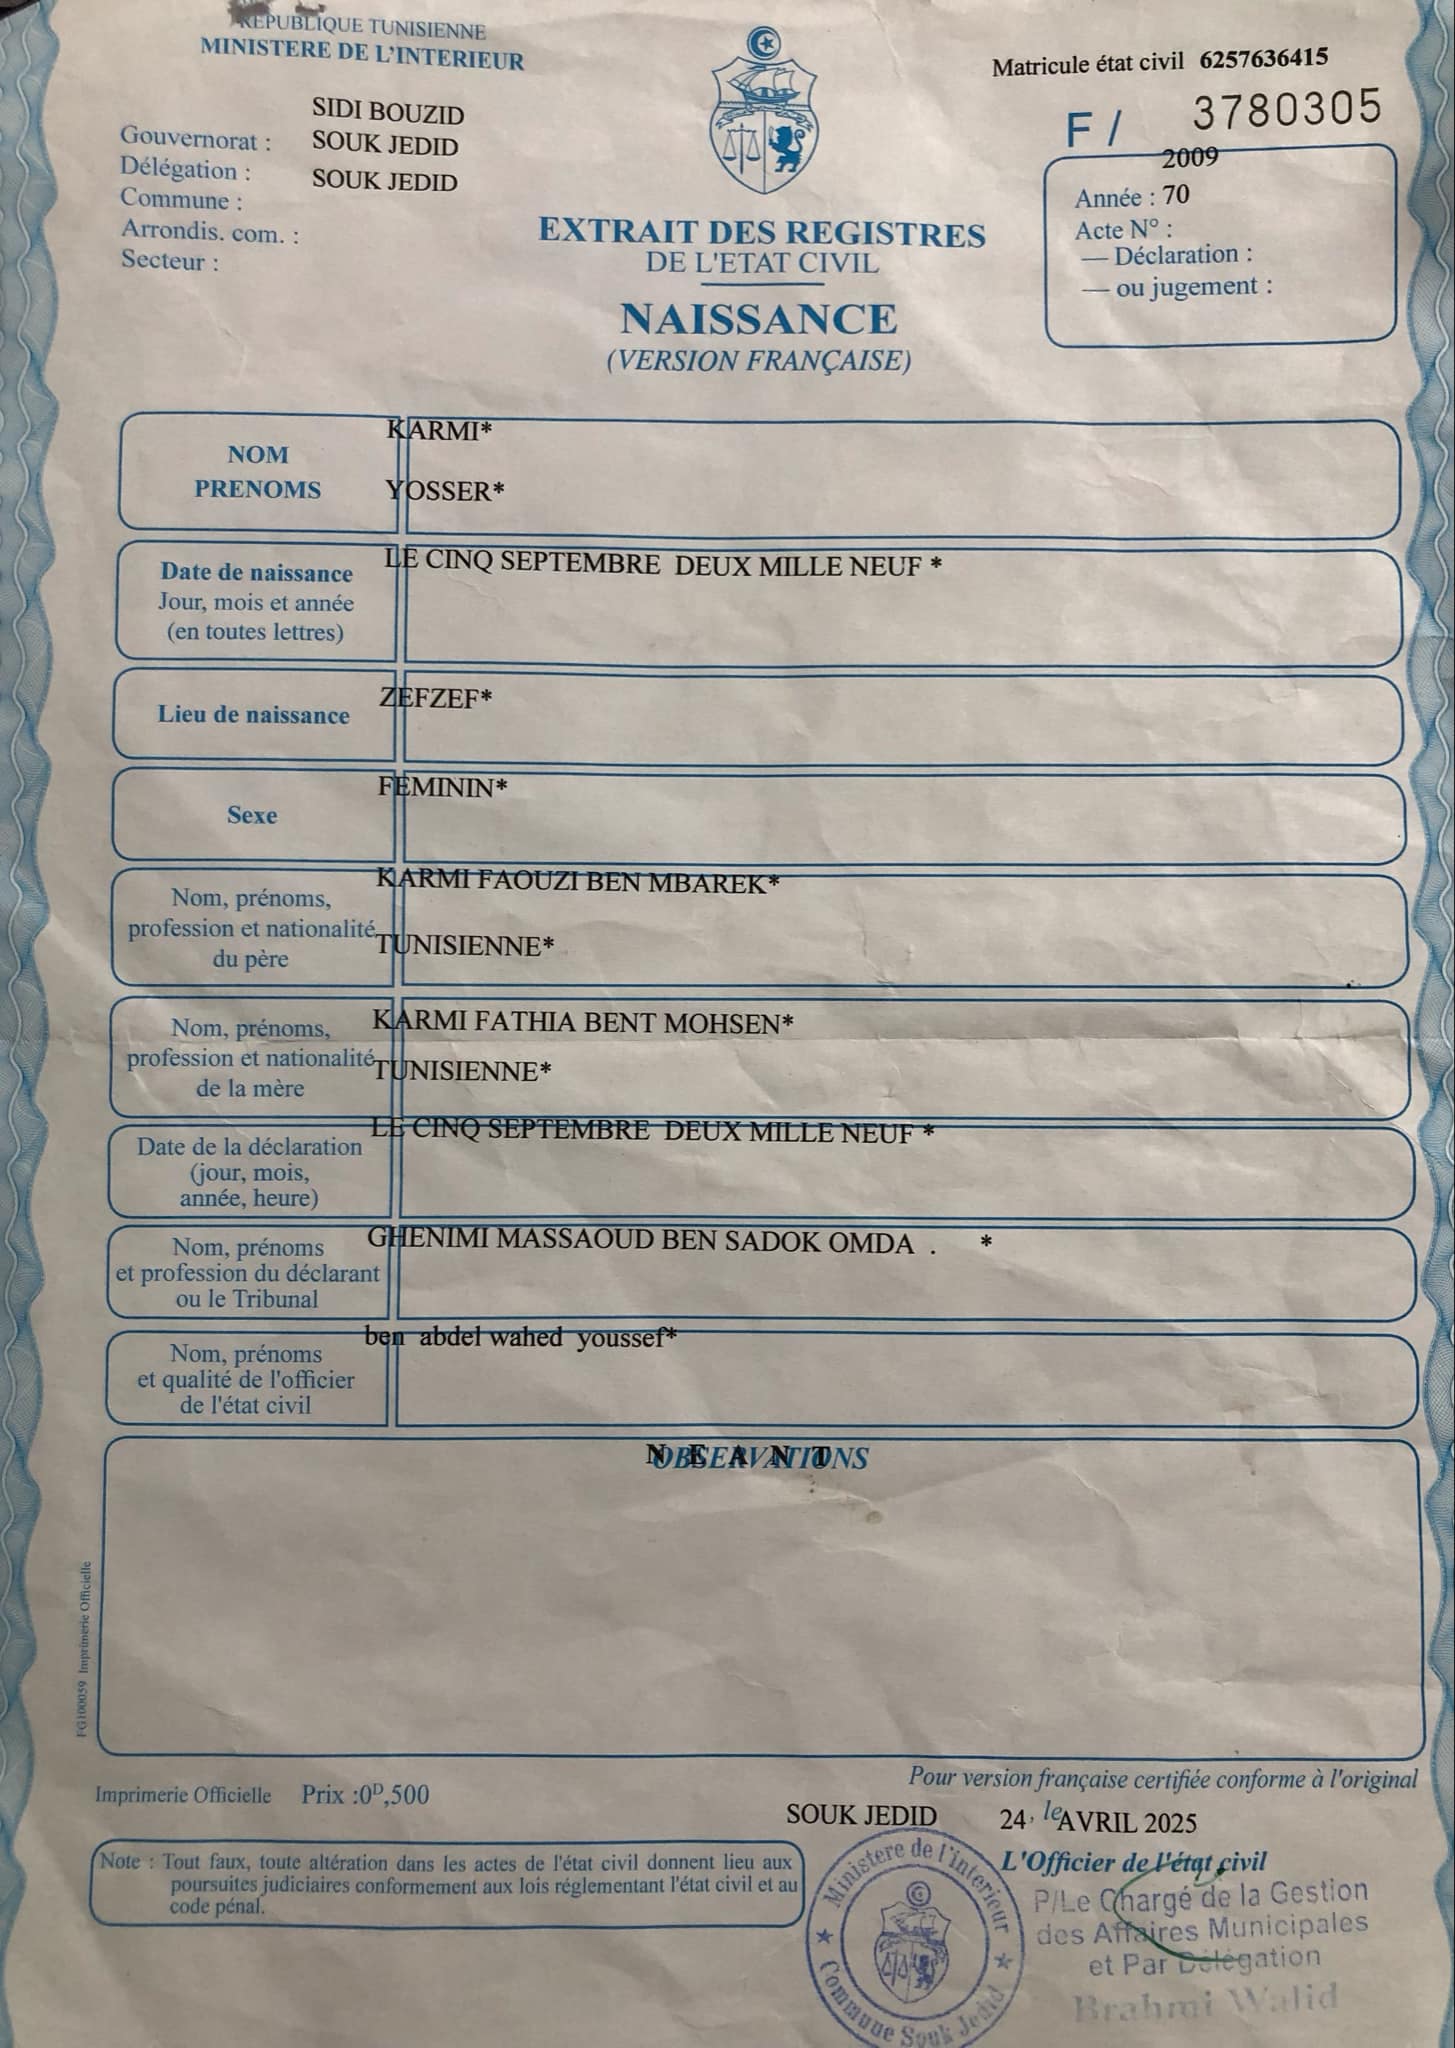 REPUBLIQUE TUNISIENNE
MINISTERE DE L'INTERIEUR
Matricule état civil 6257636415
F / 3780305
SIDI BOUZID
Gouvernorat : SOUK JEDID
Délégation :
Commune : SOUK JEDID
Arrondis. com. :
Secteur :
2009
Année : 70
Acte N° :
— Déclaration :
— ou jugement :
EXTRAIT DES REGISTRES
DE L'ETAT CIVIL
NAISSANCE
(VERSION FRANÇAISE)
NOM
PRENOMS
KARMI*
YOSSER*
Date de naissance
Jour, mois et année
(en toutes lettres)
LE CINQ SEPTEMBRE DEUX MILLE NEUF *
Lieu de naissance
ZEFZEF*
Sexe
FEMININ*
Nom, prénoms,
profession et nationalité
du père
KARMI FAOUZI BEN MBAREK*
TUNISIENNE*
Nom, prénoms,
profession et nationalité
de la mère
KARMI FATHIA BENT MOHSEN*
TUNISIENNE*
Date de la déclaration
(jour, mois,
année, heure)
LE CINQ SEPTEMBRE DEUX MILLE NEUF *
Nom, prénoms
et profession du déclarant
ou le Tribunal
GHENIMI MASSAOUD BEN SADOK OMDA . *
Nom, prénoms
et qualité de l'officier
de l'état civil
ben abdel wahed youssef*
OBSERVATIONS
N E A N T
FG100059 Imprimerie Officielle
Imprimerie Officielle Prix :0D,500
Pour version française certifiée conforme à l'original
SOUK JEDID 24, le AVRIL 2025
L'Officier de l'état civil
Note : Tout faux, toute altération dans les actes de l'état civil donnent lieu aux
poursuites judiciaires conformement aux lois réglementant l'état civil et au
code pénal.
Ministere de l'interieur
Commune Souk Jedid
P/Le Chargé de la Gestion
des Affaires Municipales
et Par Délégation
Brahmi Walid